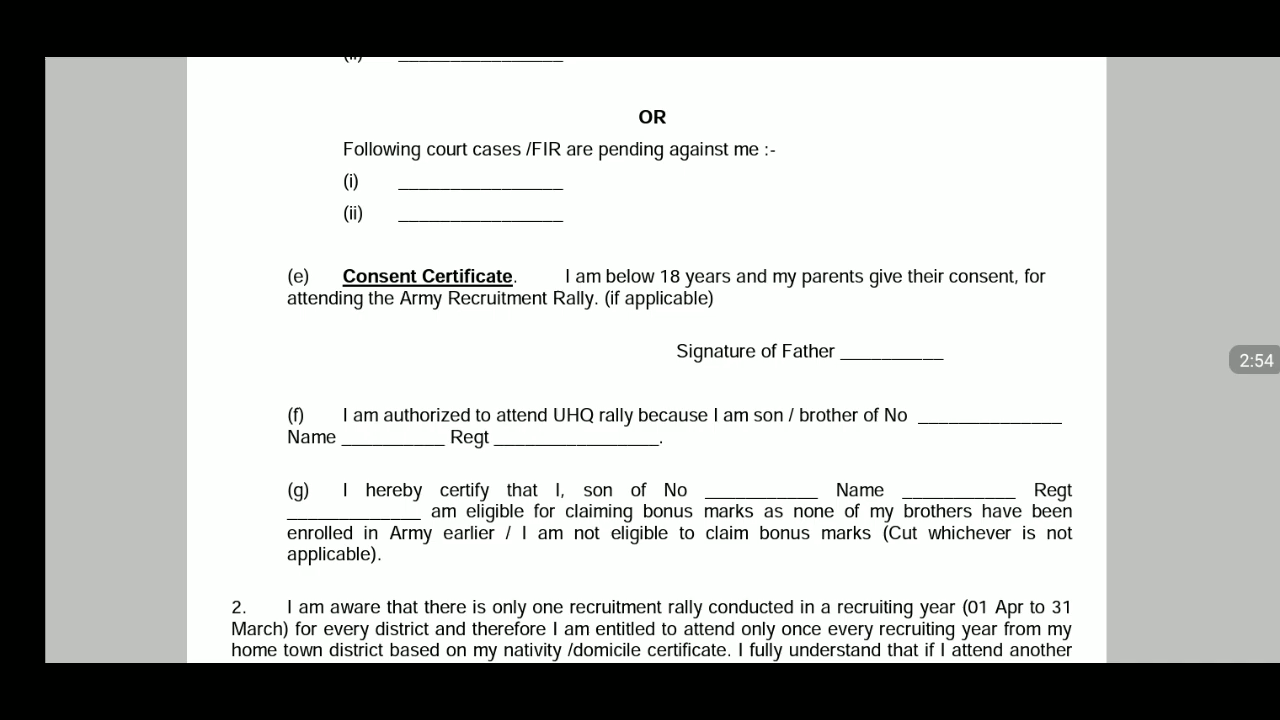 (ii) ________________
OR
Following court cases /FIR are pending against me :-
(i) ________________
(ii) ________________
(e) Consent Certificate. I am below 18 years and my parents give their consent, for
attending the Army Recruitment Rally. (if applicable)
Signature of Father __________
(f) I am authorized to attend UHQ rally because I am son / brother of No ______________
Name __________ Regt ________________.
(g) I hereby certify that I, son of No ___________ Name ___________ Regt
_____________ am eligible for claiming bonus marks as none of my brothers have been
enrolled in Army earlier / I am not eligible to claim bonus marks (Cut whichever is not
applicable).
2. I am aware that there is only one recruitment rally conducted in a recruiting year (01 Apr to 31
March) for every district and therefore I am entitled to attend only once every recruiting year from my
home town district based on my nativity /domicile certificate. I fully understand that if I attend another
2:54